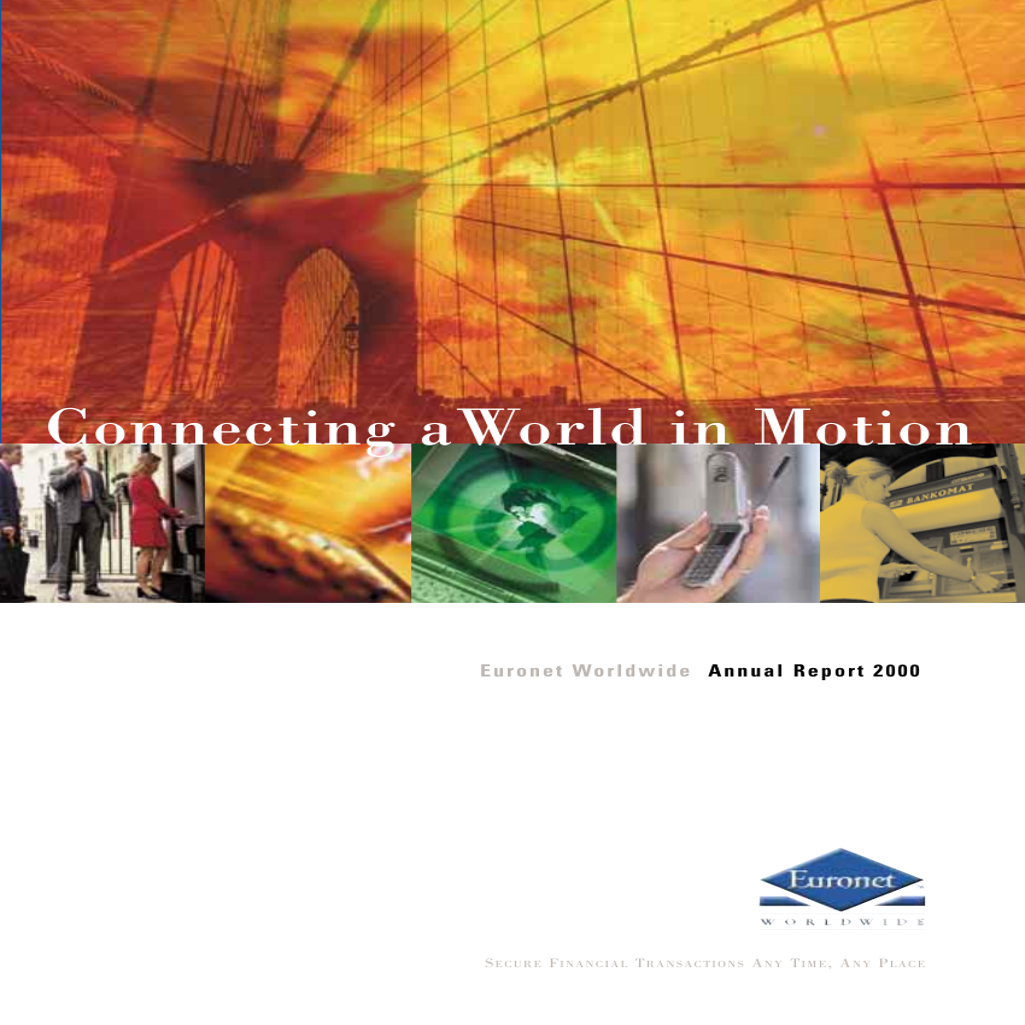 Connecting a World in Motion
BANKOMAT
Euronet Worldwide Annual Report 2000
Euronet
WORLDWIDE
SECURE FINANCIAL TRANSACTIONS ANY TIME, ANY PLACE